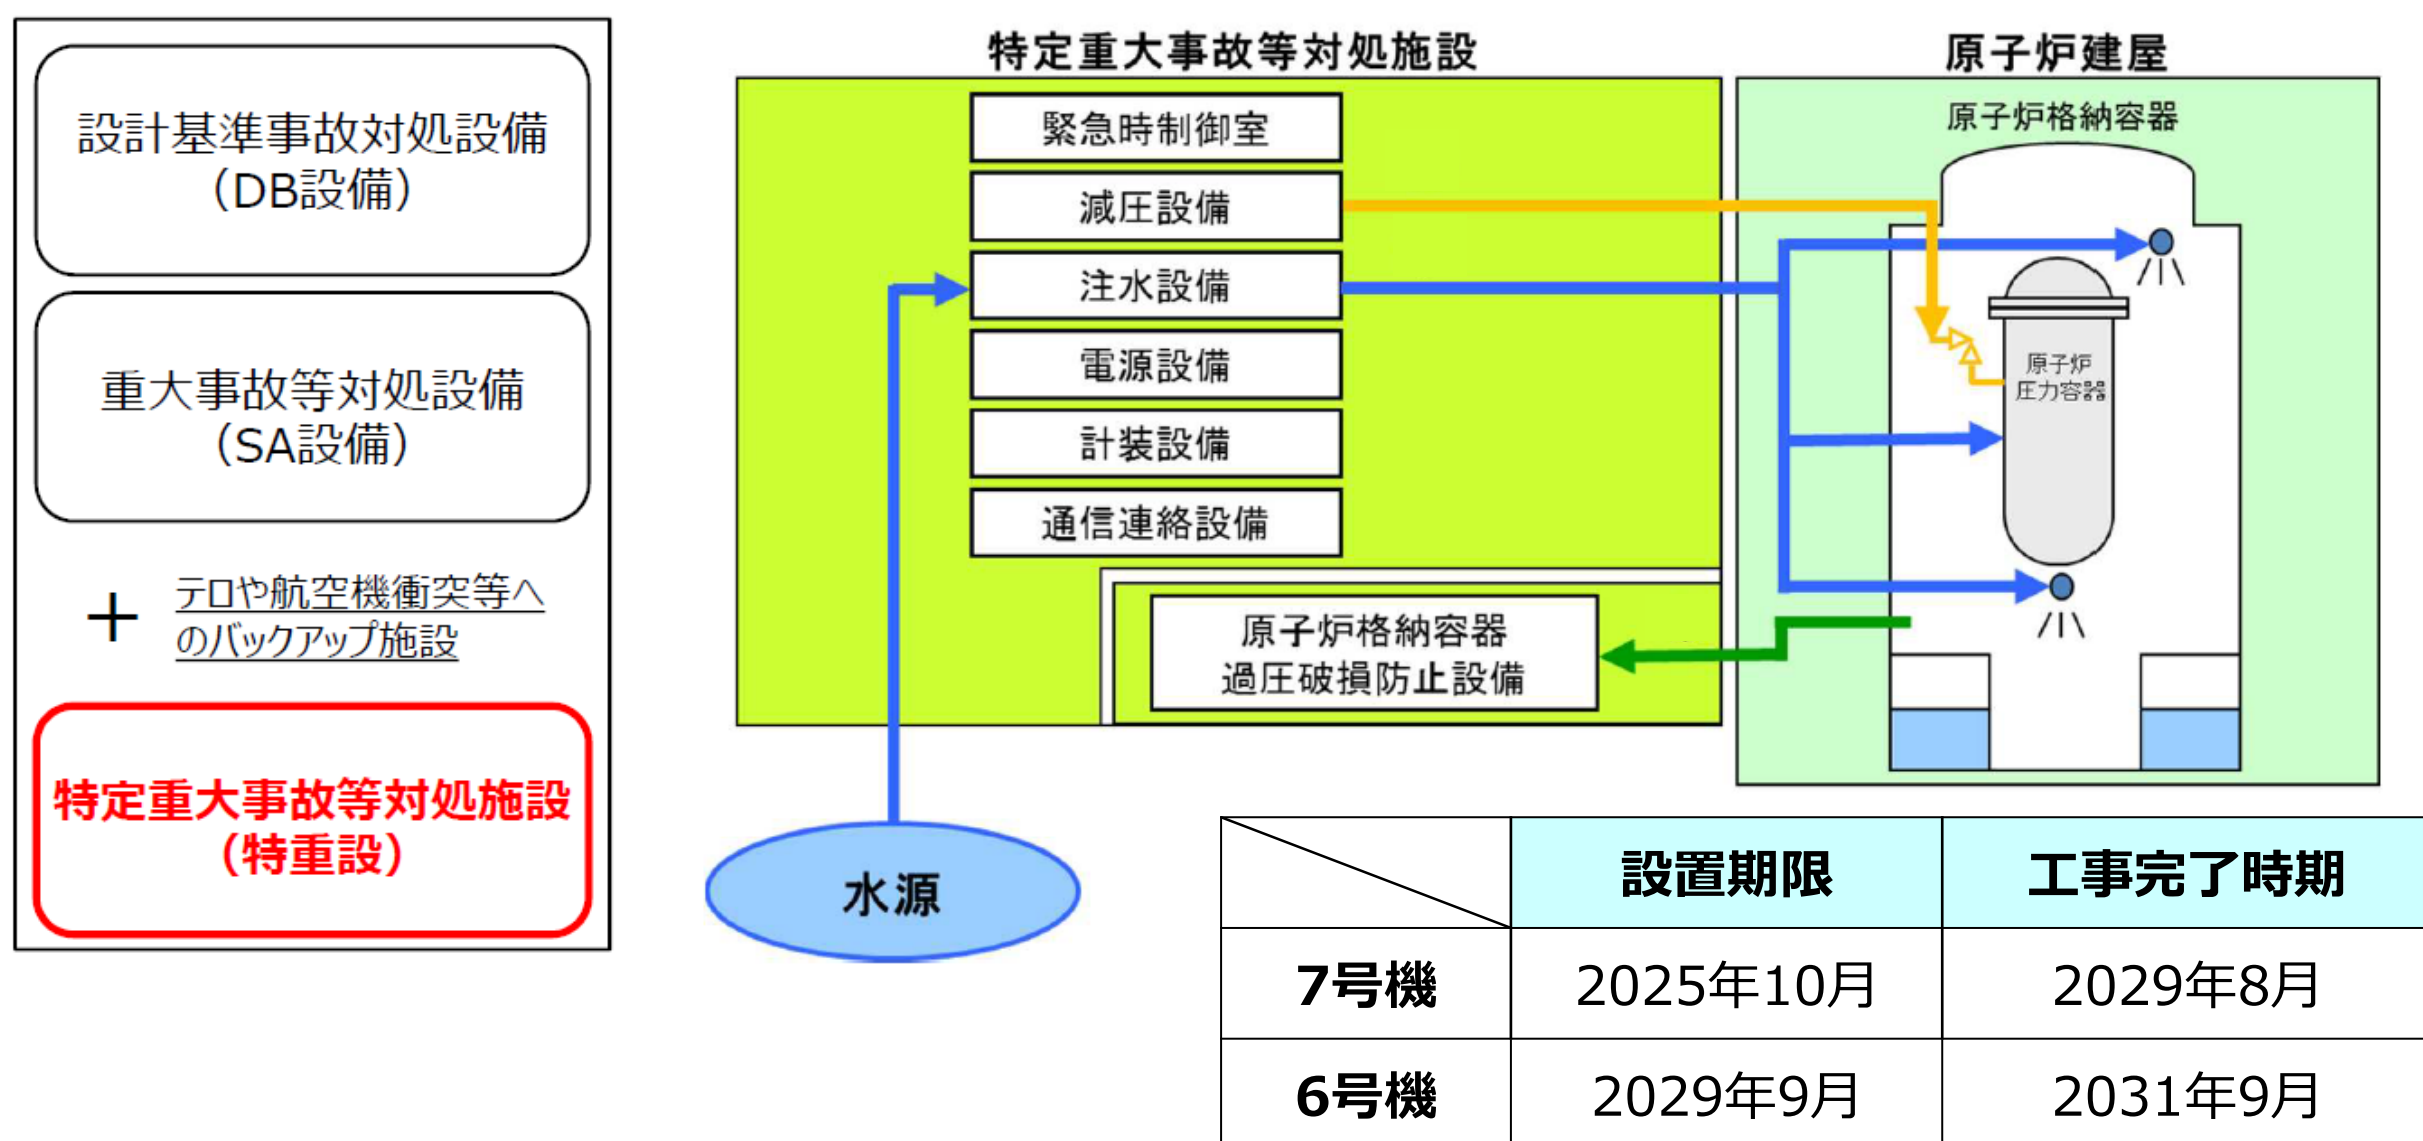 設計基準事故対処設備
（DB設備）
重大事故等対処設備
（SA設備）
＋
テロや航空機衝突等へ
のバックアップ施設
特定重大事故等対処施設
（特重設）
特定重大事故等対処施設
緊急時制御室
減圧設備
注水設備
電源設備
計装設備
通信連絡設備
原子炉格納容器
過圧破損防止設備
水源
原子炉建屋
原子炉格納容器
原子炉
圧力容器
設置期限 工事完了時期
7号機 2025年10月 2029年8月
6号機 2029年9月 2031年9月